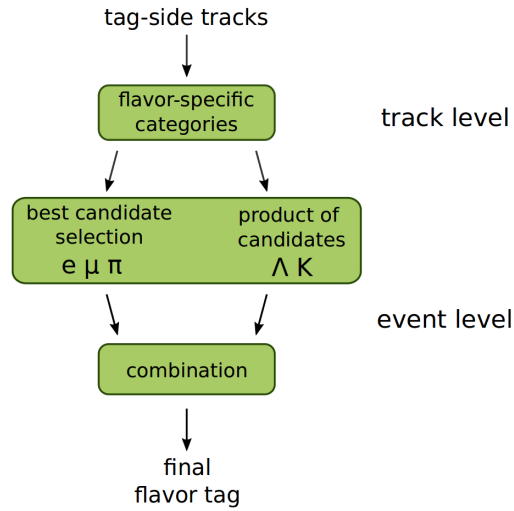 tag-side tracks
flavor-specific
categories
track level
best candidate
selection
e μ π
product of
candidates
Λ K
event level
combination
final
flavor tag